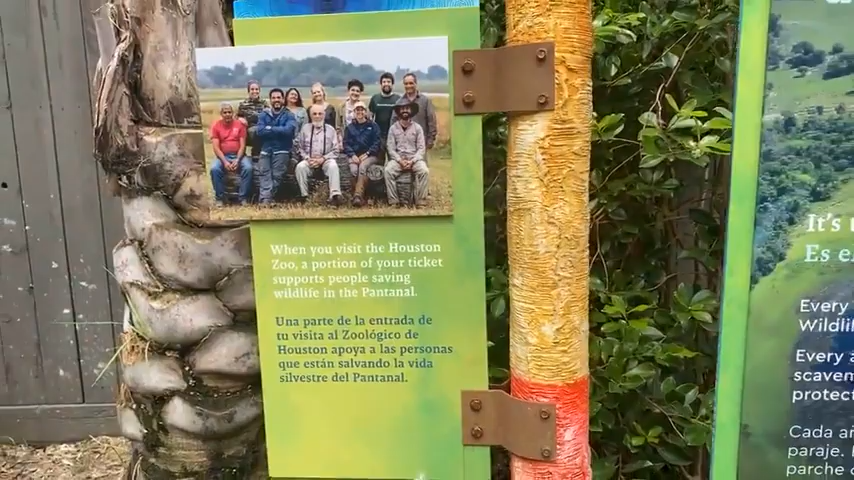 When you visit the Houston
Zoo, a portion of your ticket
supports people saving
wildlife in the Pantanal.
Una parte de la entrada de
tu visita al Zoológico de
Houston apoya a las personas
que están salvando la vida
silvestre del Pantanal.
It's
Es e
Every
Wildlif
Every a
scaven
protec
Cada a
paraje.
parche